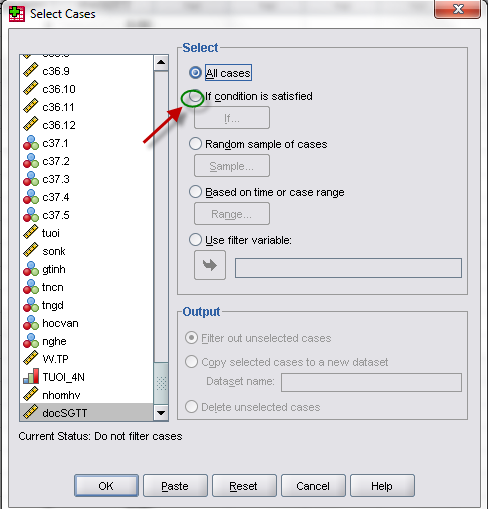 Select Cases
c36.9
c36.10
c36.11
c36.12
c37.1
c37.2
c37.3
c37.4
c37.5
tuoi
sonk
gtinh
tncn
tngd
hocvan
nghe
VV.TP
TUOI_4N
nhomhv
docSGTT
Current Status: Do not filter cases
Select
All cases
If condition is satisfied
If...
Random sample of cases
Sample...
Based on time or case range
Range...
Use filter variable:
Output
Filter out unselected cases
Copy selected cases to a new dataset
Dataset name:
Delete unselected cases
OK
Paste
Reset
Cancel
Help